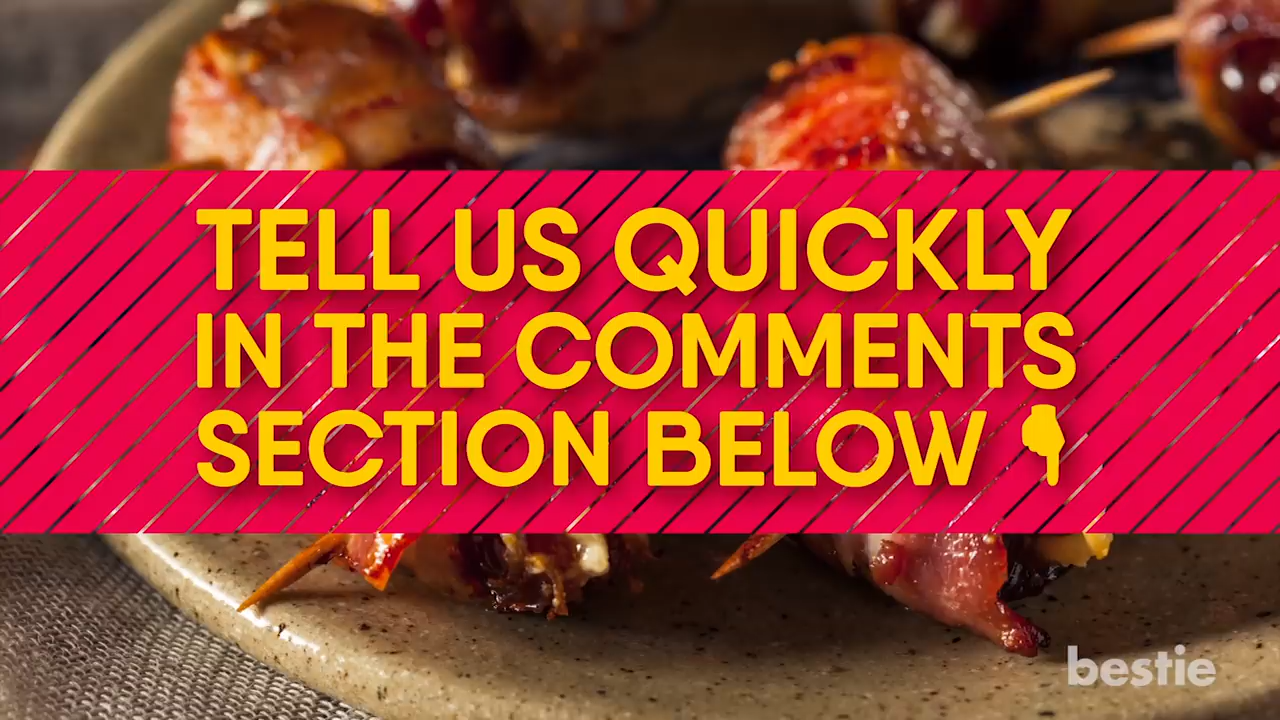 TELL US QUICKLY
IN THE COMMENTS
SECTION BELOW 👇
bestie